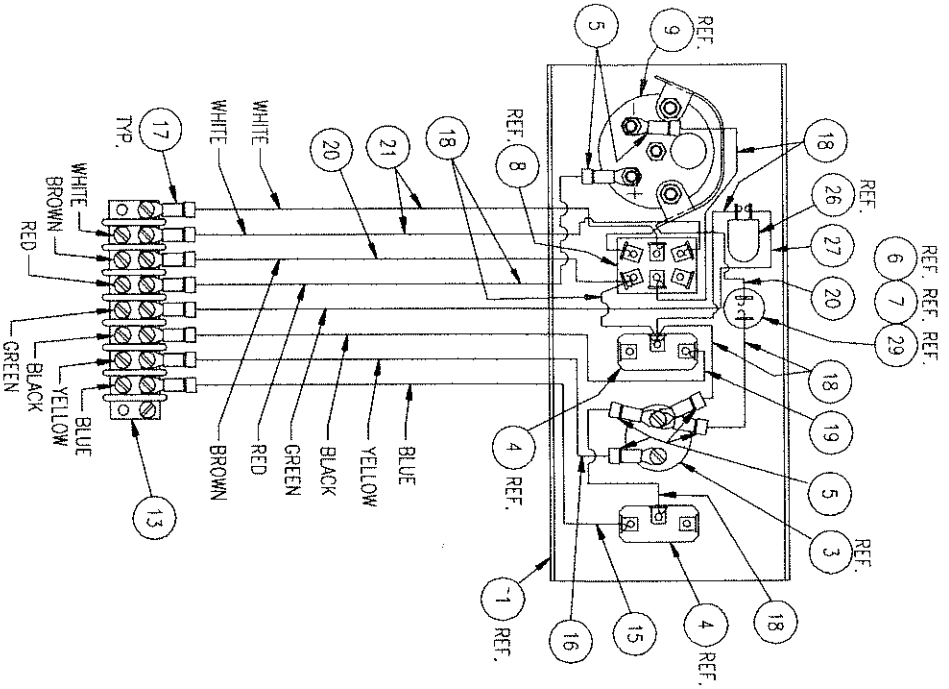 REF.
9
5
18
REF.
26
27
20
REF. REF. REF.
6 7 29
18
19
5
REF.
3
18
4 REF.
15
16
~1 REF.
4 REF.
18
REF.
8
18
21
20
WHITE
WHITE
BROWN
RED
GREEN
BLACK
YELLOW
BLUE
17
TYP.
WHITE
BROWN
RED
GREEN
BLACK
YELLOW
BLUE
13